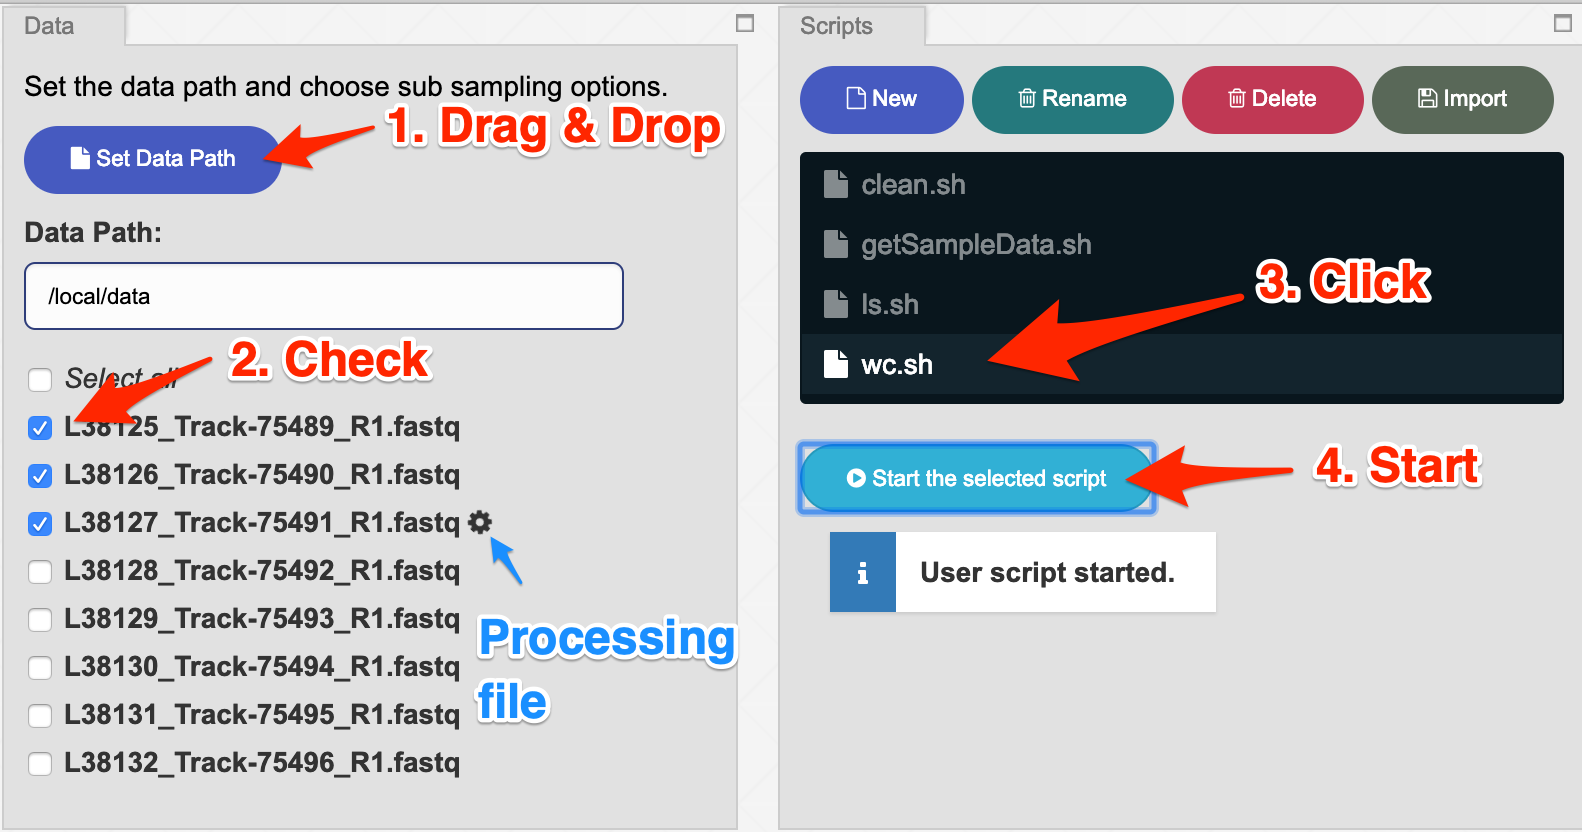 Data
Set the data path and choose sub sampling options.
1. Drag & Drop
Set Data Path
Data Path:
/local/data
2. Check
Select all
L38125_Track-75489_R1.fastq
L38126_Track-75490_R1.fastq
L38127_Track-75491_R1.fastq
L38128_Track-75492_R1.fastq
L38129_Track-75493_R1.fastq
L38130_Track-75494_R1.fastq
L38131_Track-75495_R1.fastq
L38132_Track-75496_R1.fastq
Processing
file
Scripts
New Rename Delete Import
clean.sh
getSampleData.sh
ls.sh
wc.sh
3. Click
Start the selected script
4. Start
User script started.